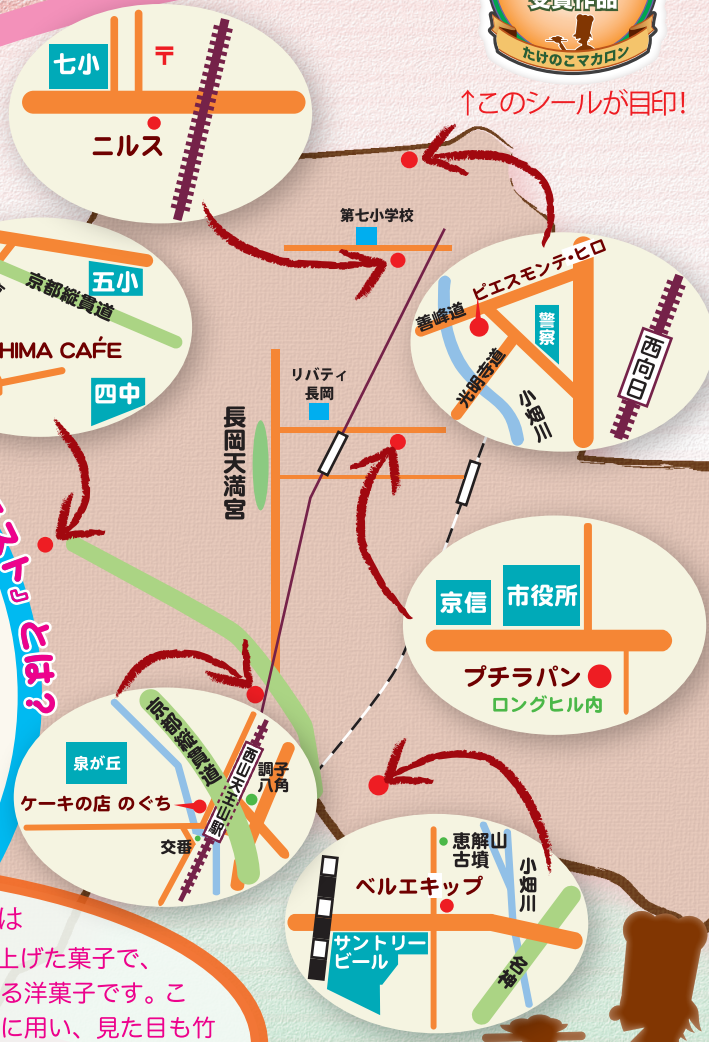 受賞作品
たけのこマカロン
↑このシールが目印!
七小
〒
ニルス
第七小学校
京都縦貫道
五小
HIMA CAFE
四中
ピエスモンテ・ヒロ
善峰道
警察
光明寺道
小畑川
西向日
リバティ
長岡
長岡天満宮
京信
市役所
プチラパン
ロングヒル内
スト』とは?
京都縦貫道
泉が丘
西山天王山駅
調子
八角
ケーキの店 のぐち
交番
恵解山
古墳
小畑川
ベルエキップ
サントリー
ビール
名神
は
上げた菓子で、
る洋菓子です。こ
に用い、見た目も竹